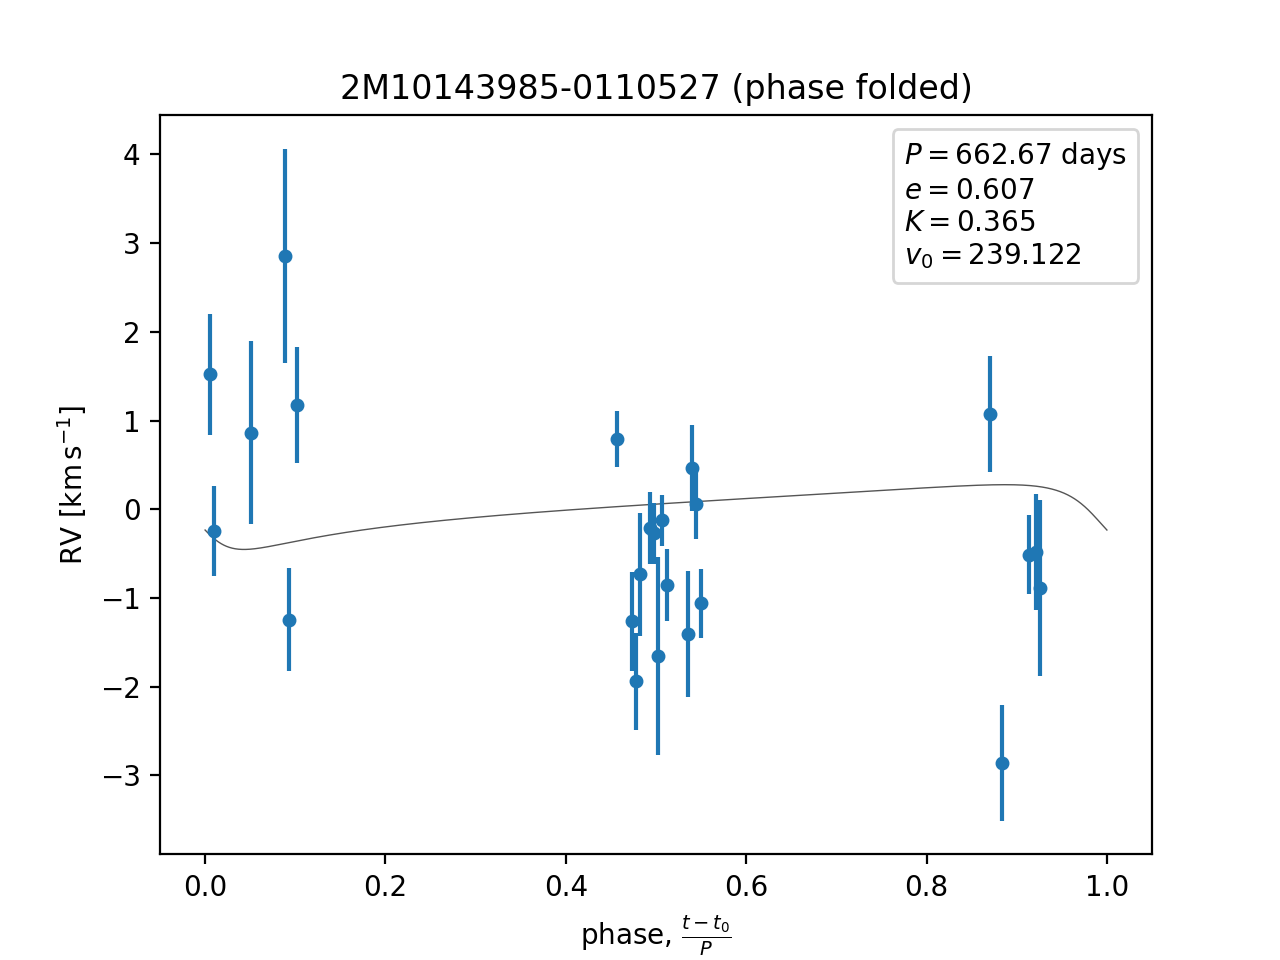 2M10143985-0110527 (phase folded)
P = 662.67 days
e = 0.607
K = 0.365
v₀ = 239.122
4
3
2
1
0
−1
−2
−3
RV [km s⁻¹]
0.0 0.2 0.4 0.6 0.8 1.0
phase, (t − t₀)/P